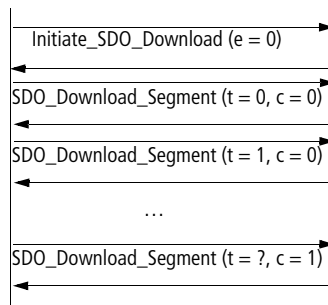 Initiate_SDO_Download (e = 0)
SDO_Download_Segment (t = 0, c = 0)
SDO_Download_Segment (t = 1, c = 0)
...
SDO_Download_Segment (t = ?, c = 1)